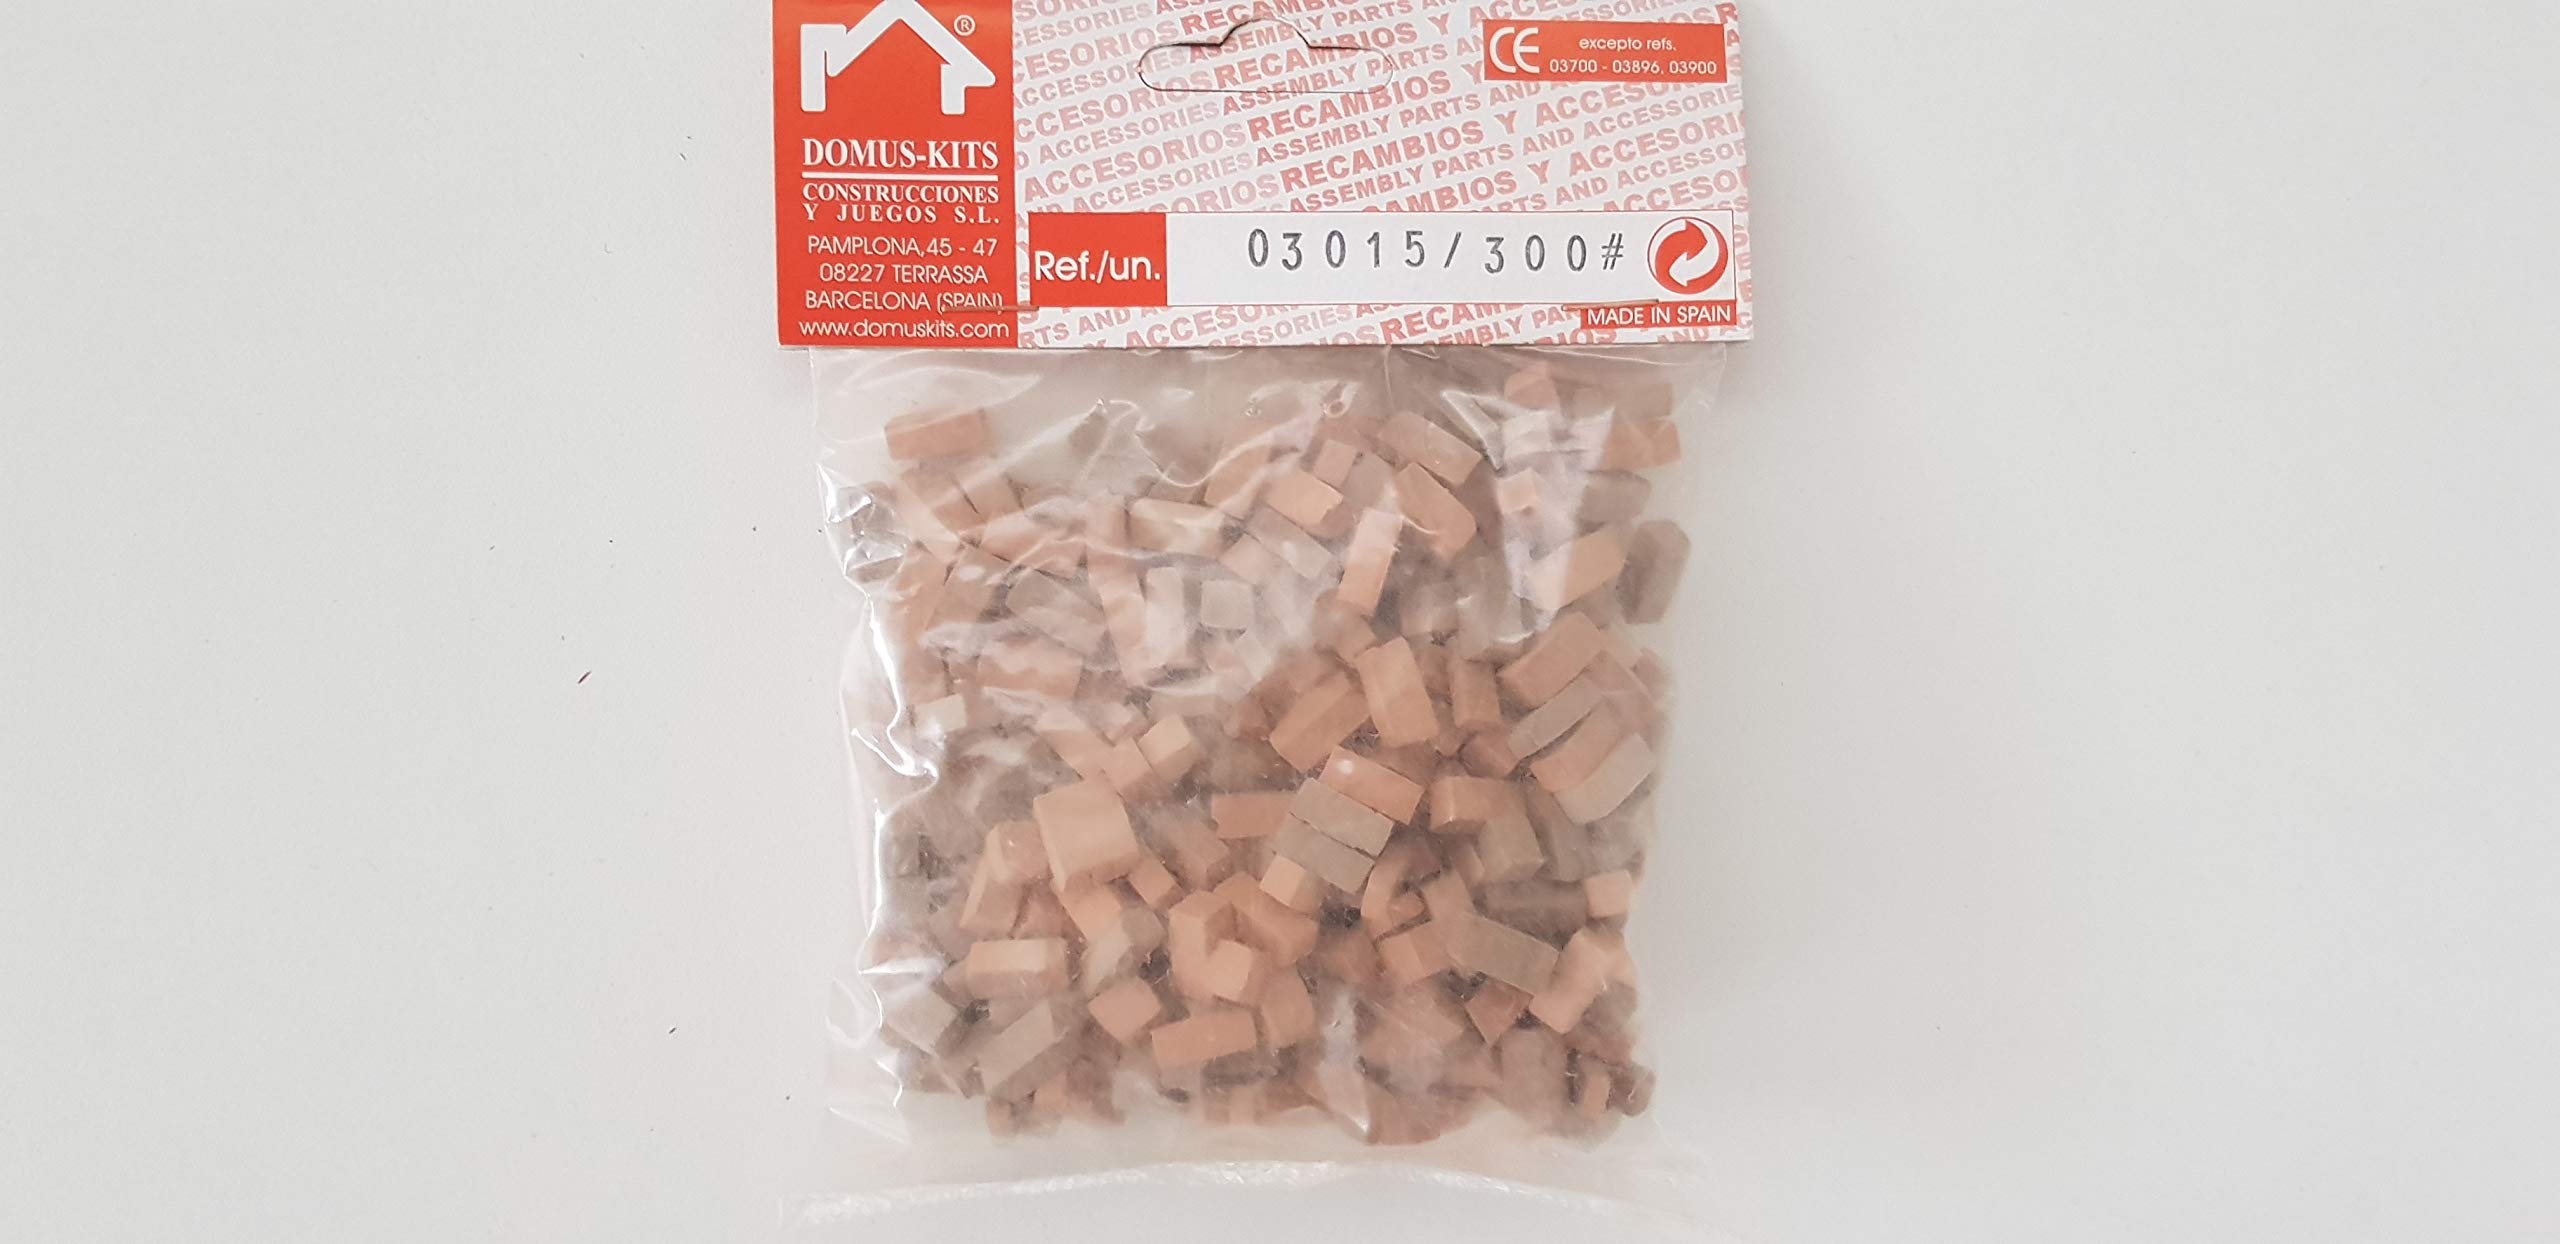 ®
DOMUS-KITS
CONSTRUCCIONES
Y JUEGOS S.L.
PAMPLONA, 45 - 47
08227 TERRASSA
BARCELONA (SPAIN)
www.domuskits.com
CE
excepto refs.
03700 - 03896, 03900
ACCESORIOS RECAMBIOS Y ACCESORIOS
ACCESSORIES ASSEMBLY PARTS AND ACCESSORIES
Ref./un.
03015/300#
MADE IN SPAIN